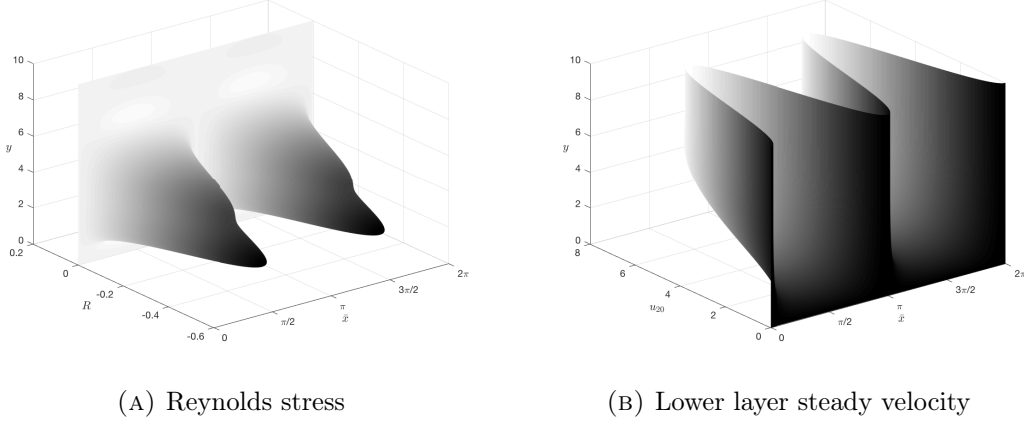 10
8
6
y
4
2
0
0.2
0
-0.2
R
-0.4
-0.6
0
π/2
π
x̄
3π/2
2π
10
8
6
y
4
2
0
8
6
4
u₂₀
2
0
0
π/2
π
x̄
3π/2
2π
(A) Reynolds stress
(B) Lower layer steady velocity